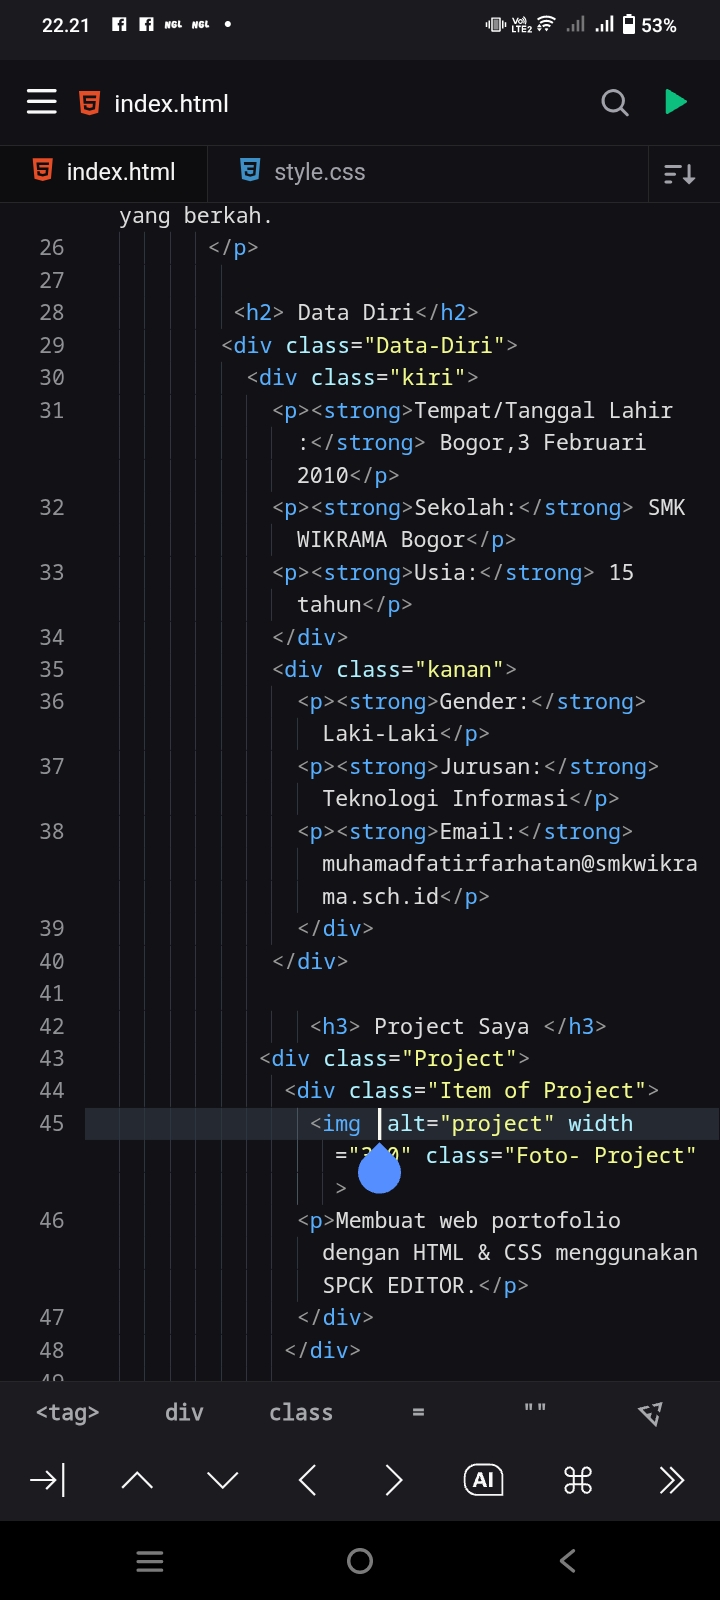 22.21 NGL NGL Vo) LTE2 53%
index.html
index.html style.css
yang berkah.
26 </p>
27
28 <h2> Data Diri</h2>
29 <div class="Data-Diri">
30 <div class="kiri">
31 <p><strong>Tempat/Tanggal Lahir
:</strong> Bogor,3 Februari
2010</p>
32 <p><strong>Sekolah:</strong> SMK
WIKRAMA Bogor</p>
33 <p><strong>Usia:</strong> 15
tahun</p>
34 </div>
35 <div class="kanan">
36 <p><strong>Gender:</strong>
Laki-Laki</p>
37 <p><strong>Jurusan:</strong>
Teknologi Informasi</p>
38 <p><strong>Email:</strong>
muhamadfatirfarhatan@smkwikra
ma.sch.id</p>
39 </div>
40 </div>
41
42 <h3> Project Saya </h3>
43 <div class="Project">
44 <div class="Item of Project">
45 <img alt="project" width
class="Foto- Project"
>
46 <p>Membuat web portofolio
dengan HTML & CSS menggunakan
SPCK EDITOR.</p>
47 </div>
48 </div>
49
<tag> div class = ""
AI